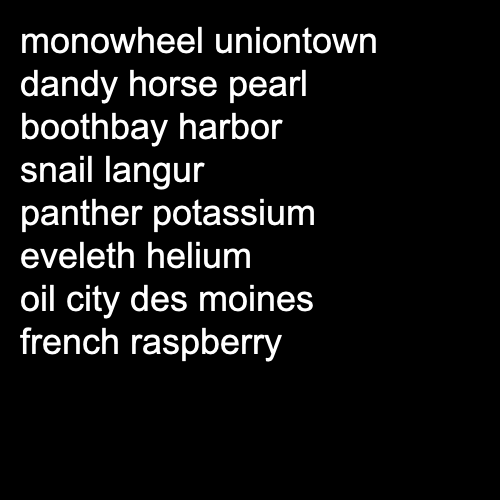 monowheel uniontown
dandy horse pearl
boothbay harbor
snail langur
panther potassium
eveleth helium
oil city des moines
french raspberry